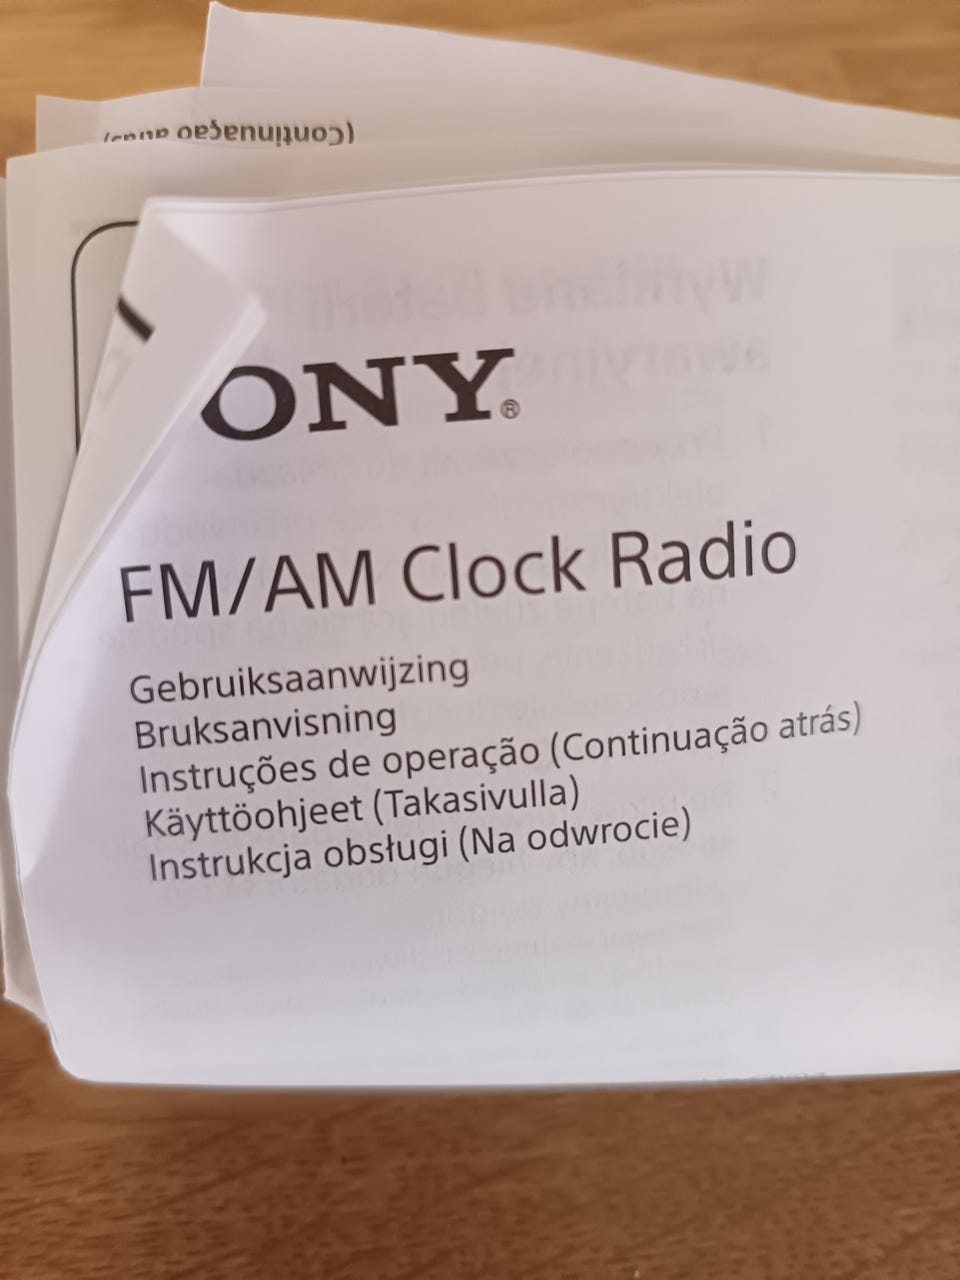 (Continuação
ONY®
FM/AM Clock Radio
Gebruiksaanwijzing
Bruksanvisning
Instruções de operação (Continuação atrás)
Käyttöohjeet (Takasivulla)
Instrukcja obsługi (Na odwrocie)